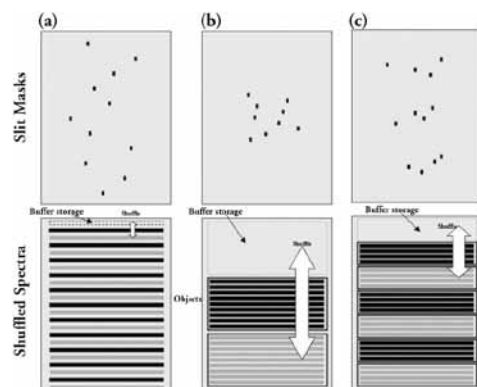 (a)
(b)
(c)
Slit Masks
Buffer storage
Shuffle
Buffer storage
Shuffle
Buffer storage
Shuffle
Objects
Shuffled Spectra